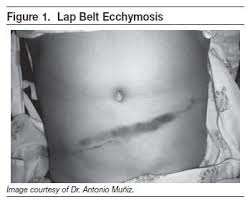 Figure 1.  Lap Belt Ecchymosis
Image courtesy of Dr. Antonio Muñiz.